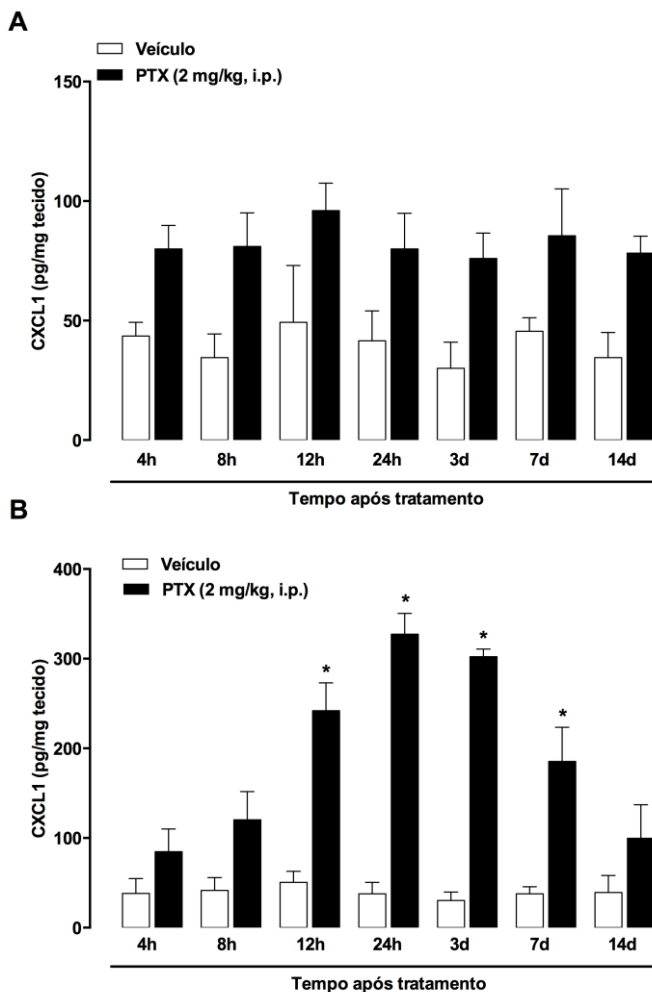 A
Veículo
PTX (2 mg/kg, i.p.)
CXCL1 (pg/mg tecido)
150
100
50
0
4h 8h 12h 24h 3d 7d 14d
Tempo após tratamento
B
Veículo
PTX (2 mg/kg, i.p.)
CXCL1 (pg/mg tecido)
400
300
200
100
0
* * * *
4h 8h 12h 24h 3d 7d 14d
Tempo após tratamento